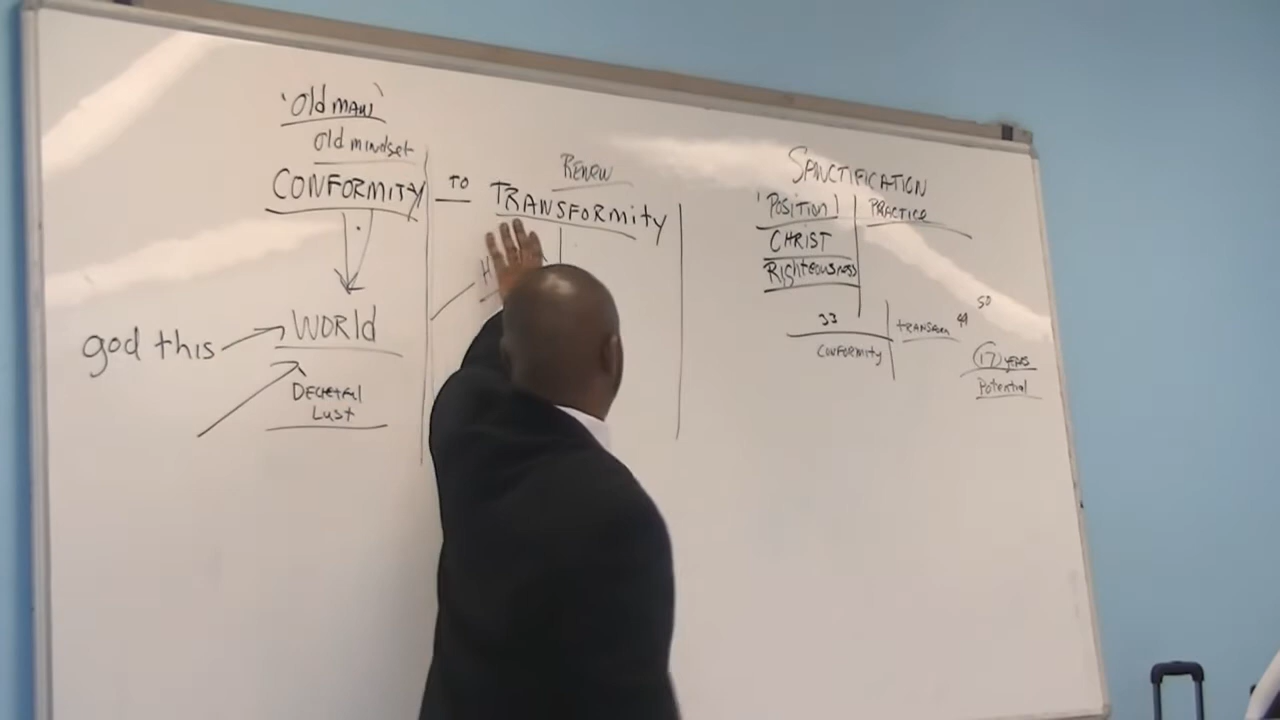 'Old man'
Old mindset
CONFORMITY
god this
WORLD
Deceitful
Lust
TO
RENEW
TRANSFORMITY
SANCTIFICATION
'POSITION'
PRACTICE
CHRIST
Righteousness
33
CONFORMITY
TRANSFORM
50
17 YEARS
Potential